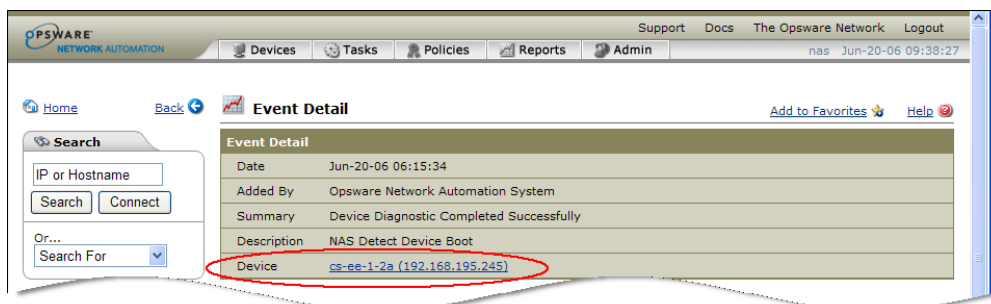 OPSWARE
NETWORK AUTOMATION
Support Docs The Opsware Network Logout
Devices Tasks Policies Reports Admin
nas Jun-20-06 09:38:27
Home Back
Event Detail
Add to Favorites Help
Search
IP or Hostname
Search Connect
Or...
Search For
Event Detail
Date Jun-20-06 06:15:34
Added By Opsware Network Automation System
Summary Device Diagnostic Completed Successfully
Description NAS Detect Device Boot
Device cs-ee-1-2a (192.168.195.245)